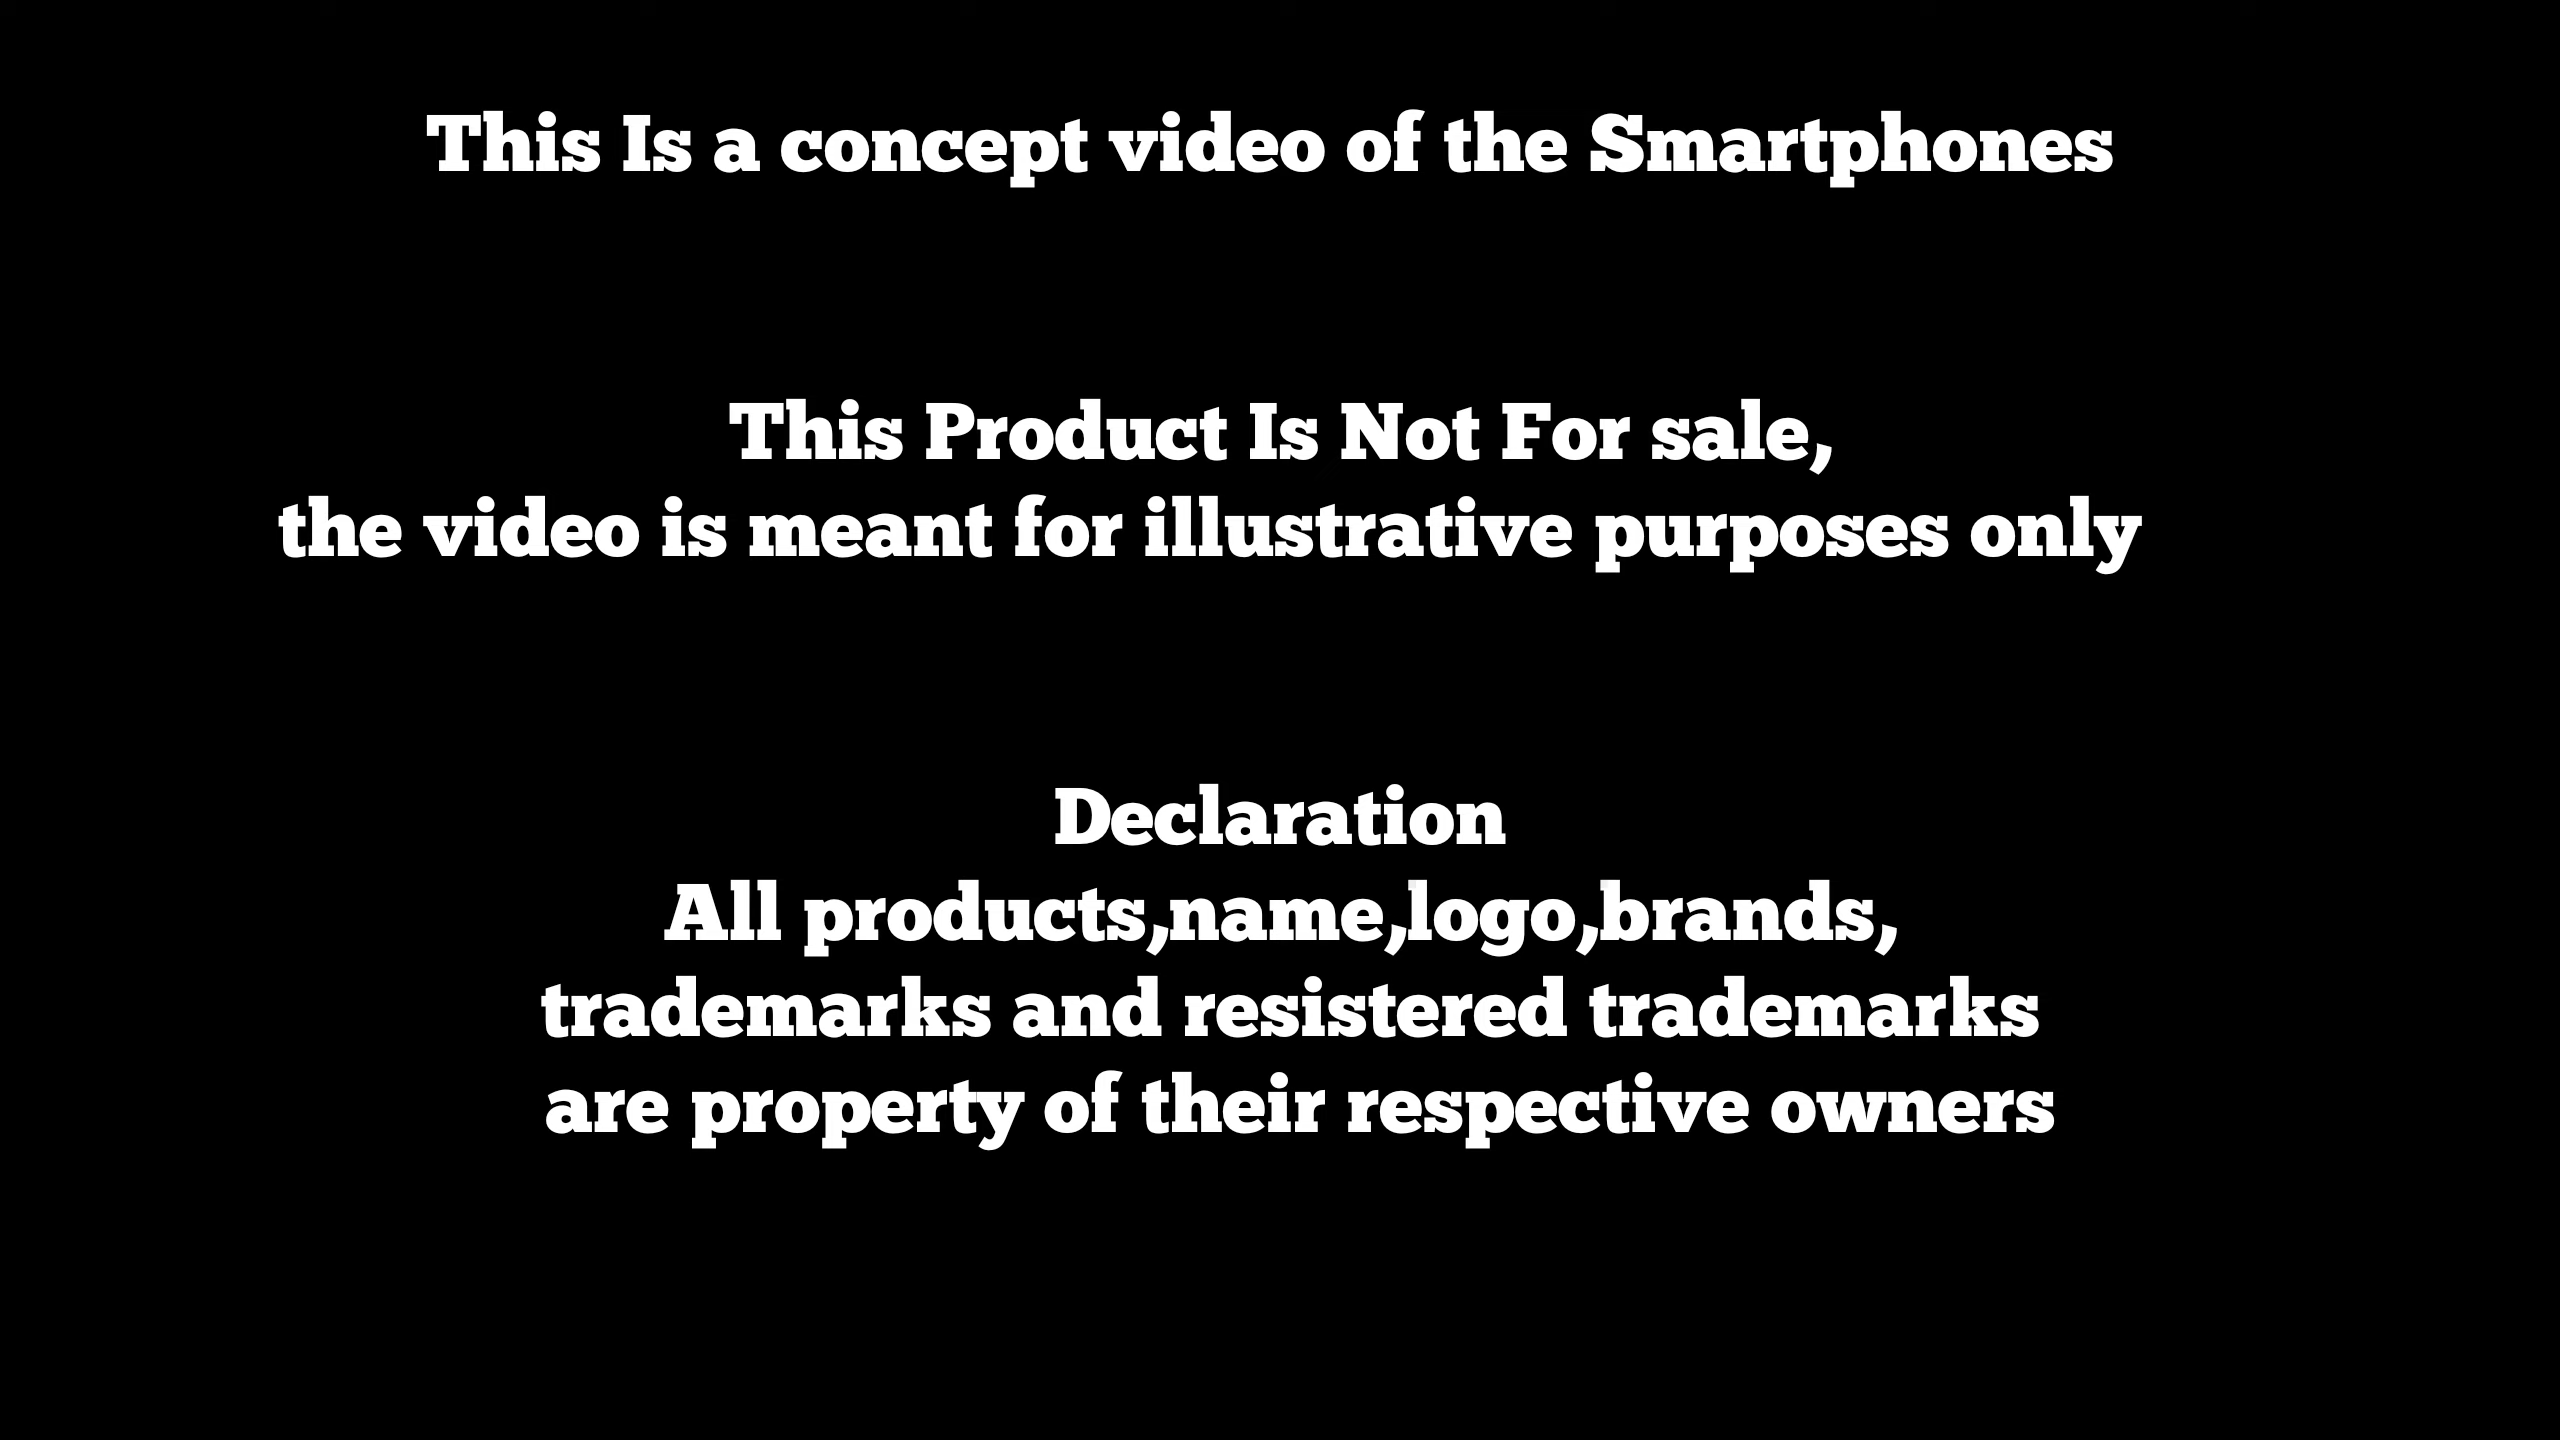 This Is a concept video of the Smartphones
This Product Is Not For sale,
the video is meant for illustrative purposes only
Declaration
All products,name,logo,brands,
trademarks and resistered trademarks
are property of their respective owners